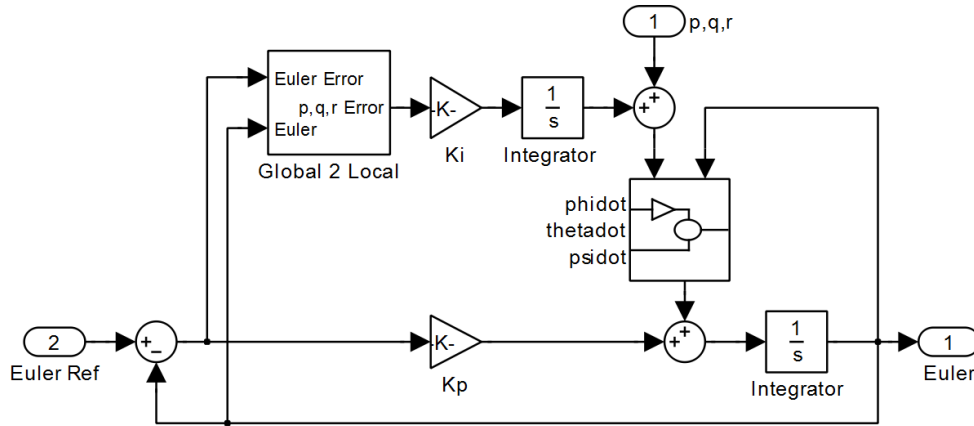 1
p,q,r
Euler Error
p,q,r Error
Euler
Global 2 Local
-K-
Ki
1
s
Integrator
+
+
phidot
thetadot
psidot
2
Euler Ref
+
−
-K-
Kp
+
+
1
s
Integrator
1
Euler